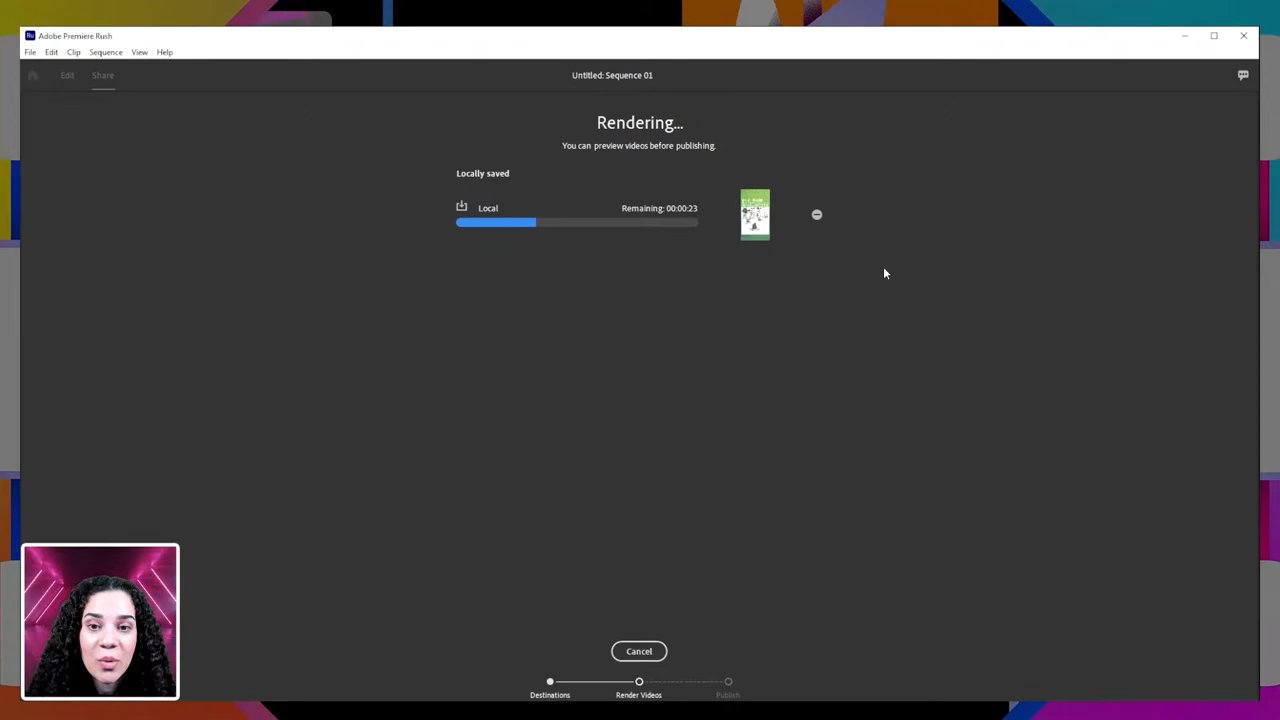 Ru Adobe Premiere Rush
File Edit Clip Sequence View Help
Edit Share Untitled: Sequence 01
Rendering...
You can preview videos before publishing.
Locally saved
Local Remaining: 00:00:23
Cancel
Destinations Render Videos Publish